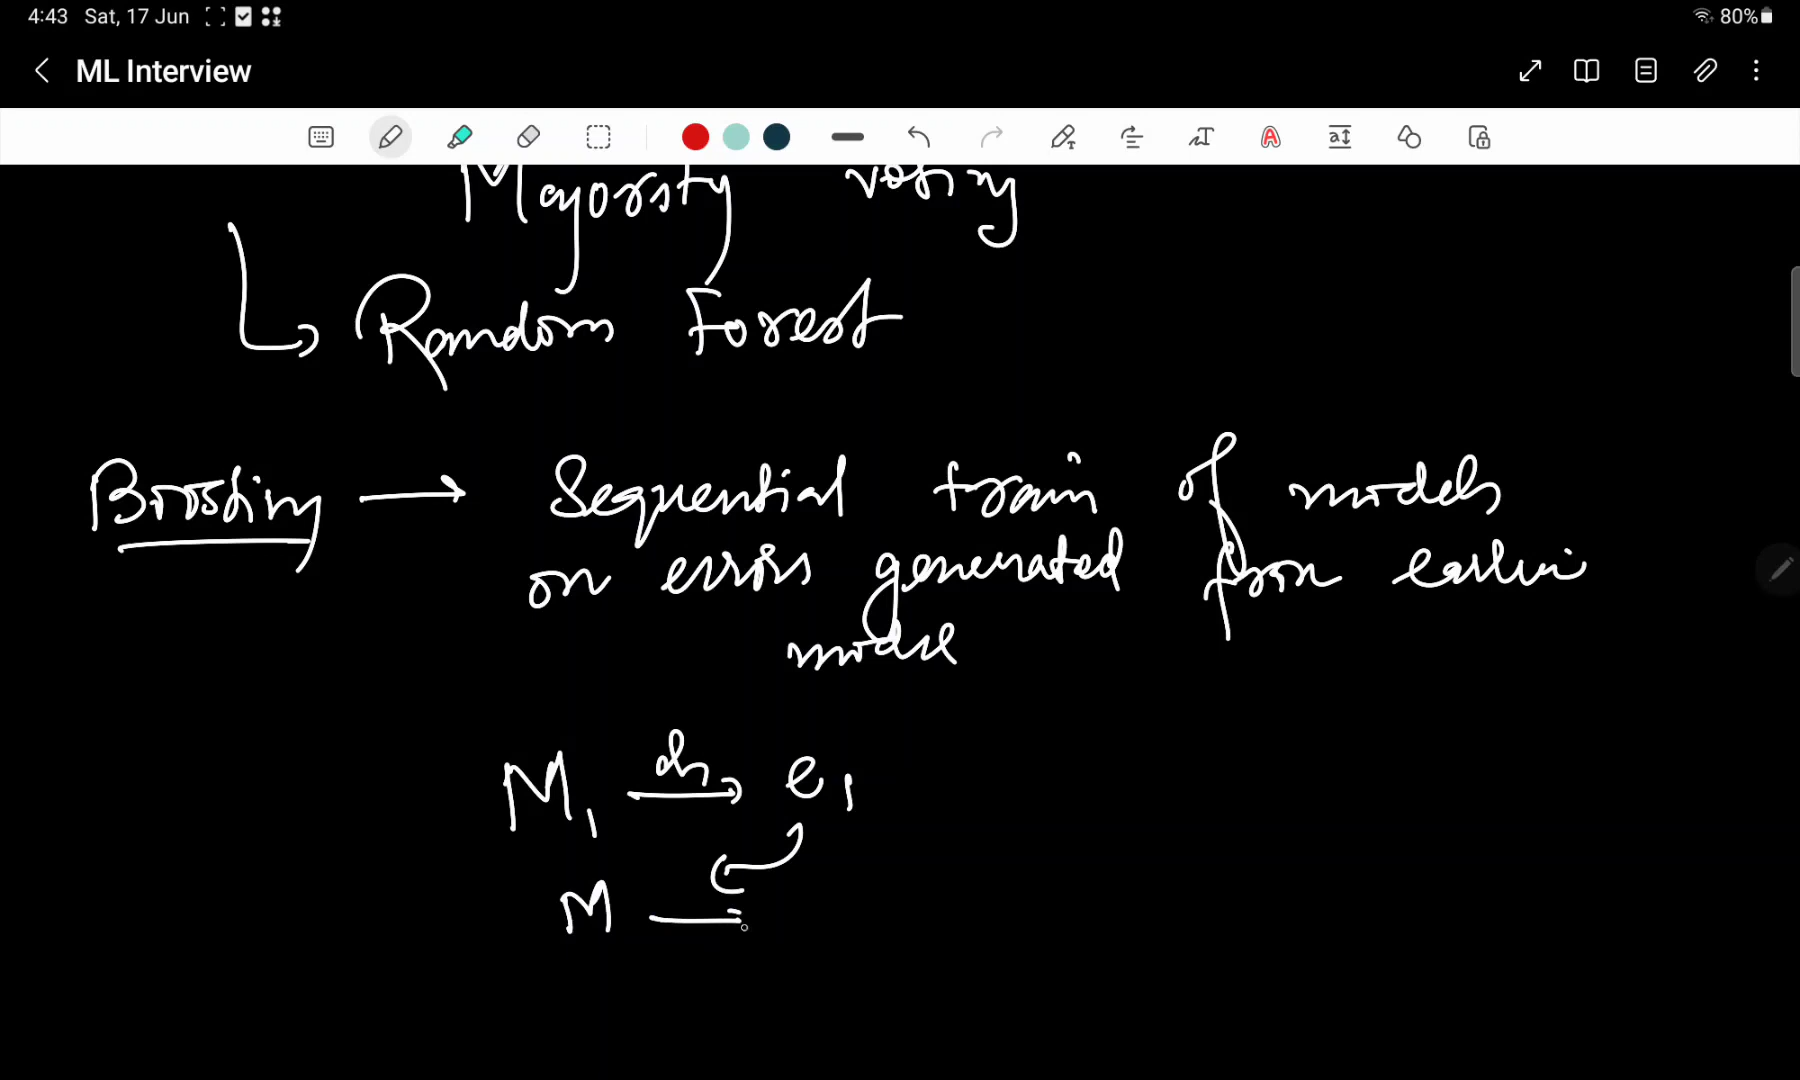 4:43 Sat, 17 Jun 80%
ML Interview
Majority voting
Random Forest
Boosting → Sequential train of models
on errors generated from earlier
model
M1 → e1
M